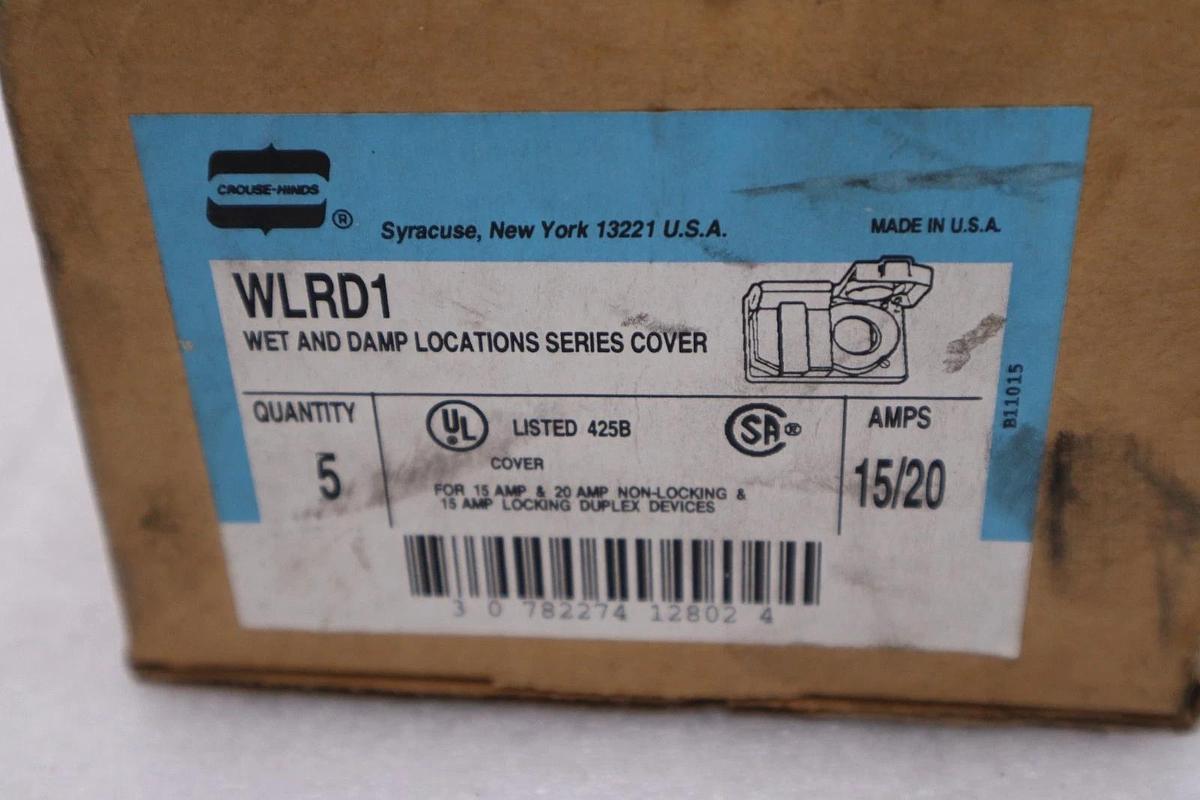 CROUSE-HINDS
®
Syracuse, New York 13221 U.S.A.
MADE IN U.S.A.
WLRD1
WET AND DAMP LOCATIONS SERIES COVER
B11015
QUANTITY
5
UL
LISTED 425B
SA ®
COVER
FOR 15 AMP & 20 AMP NON-LOCKING &
15 AMP LOCKING DUPLEX DEVICES
AMPS
15/20
3 0 782274 12802 4